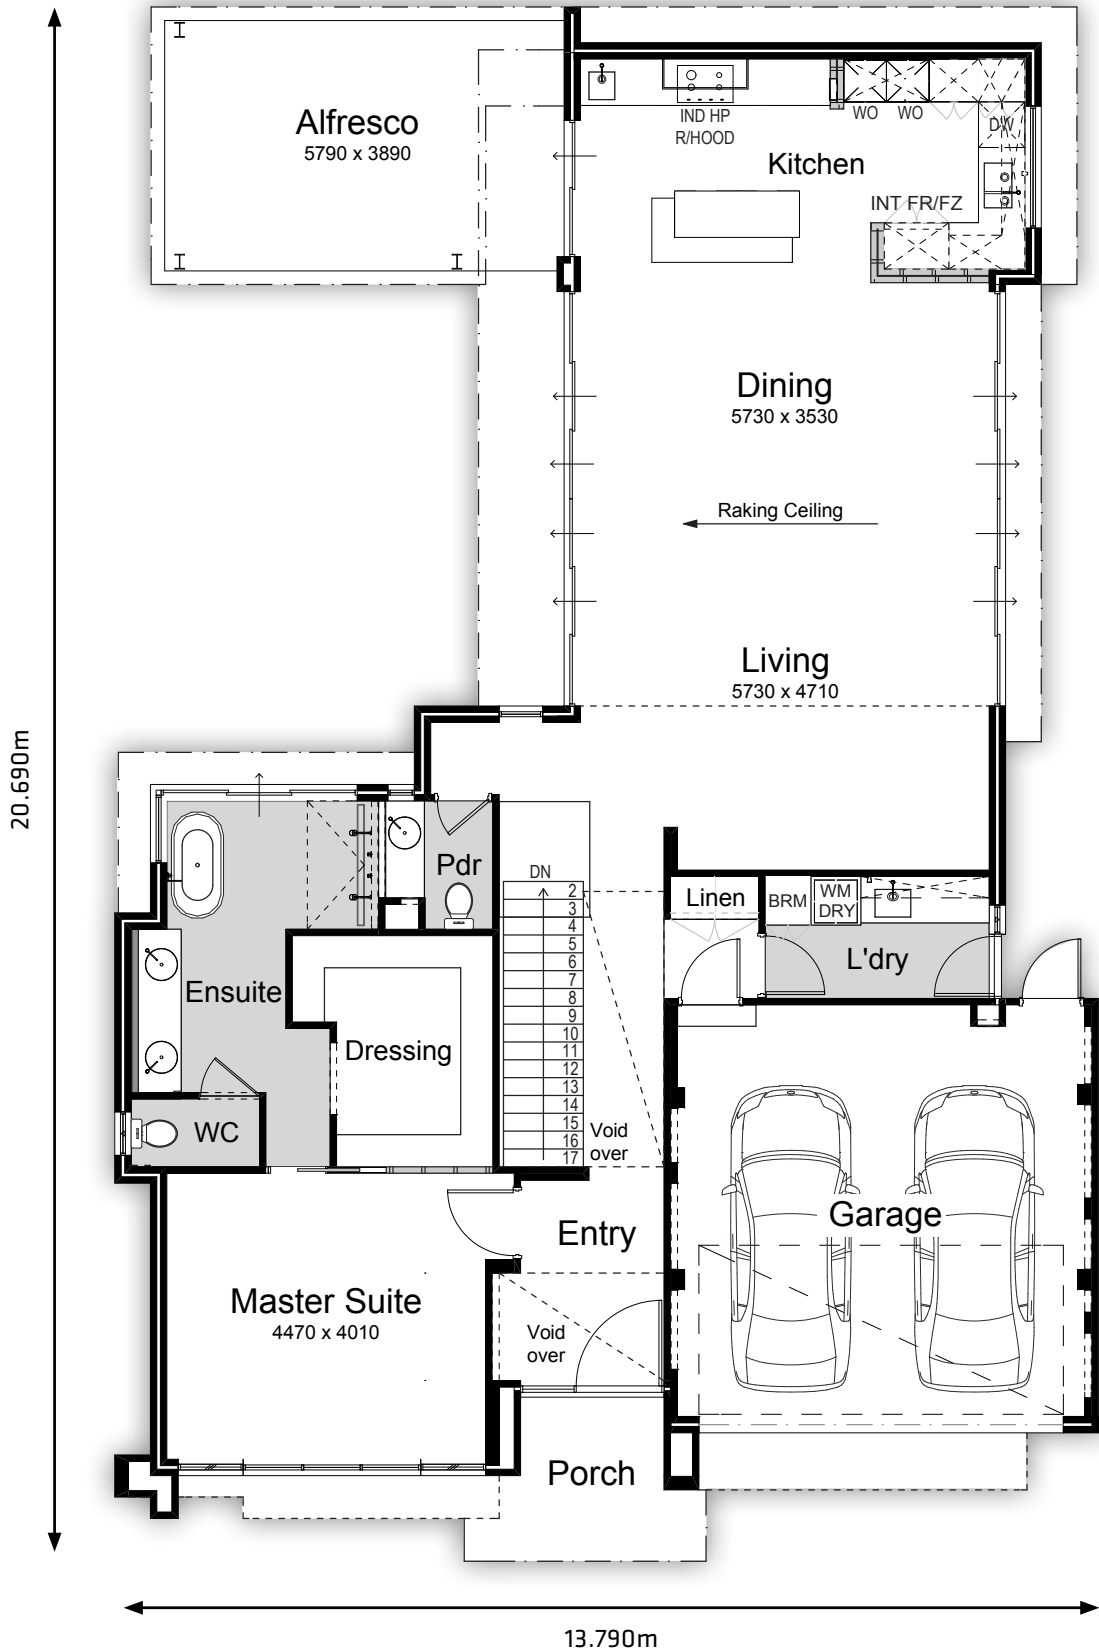 Alfresco
5790 x 3890
IND HP
R/HOOD
WO
WO
DW
Kitchen
INT FR/FZ
Dining
5730 x 3530
Raking Ceiling
Living
5730 x 4710
20.690m
Pdr
DN
2
3
4
5
6
7
8
9
10
11
12
13
14
15
16
17
Linen
BRM
WM
DRY
L'dry
Ensuite
Dressing
WC
Void
over
Entry
Garage
Master Suite
4470 x 4010
Void
over
Porch
13.790m